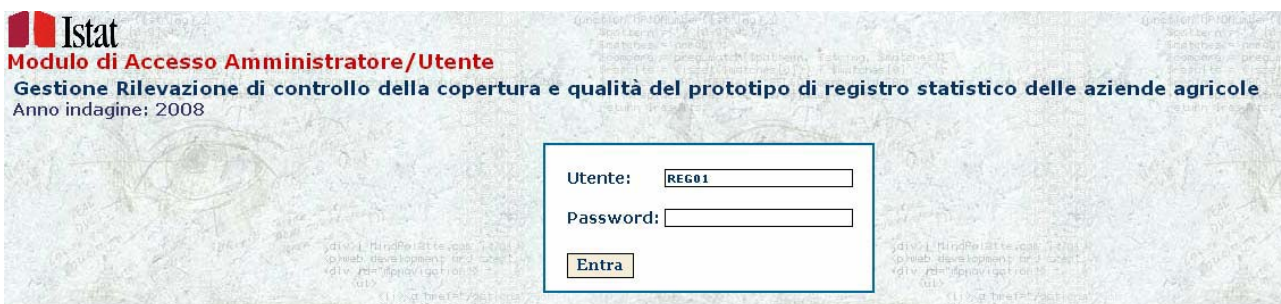 Istat
Modulo di Accesso Amministratore/Utente
Gestione Rilevazione di controllo della copertura e qualità del prototipo di registro statistico delle aziende agricole
Anno indagine: 2008
Utente: REG01
Password:
Entra